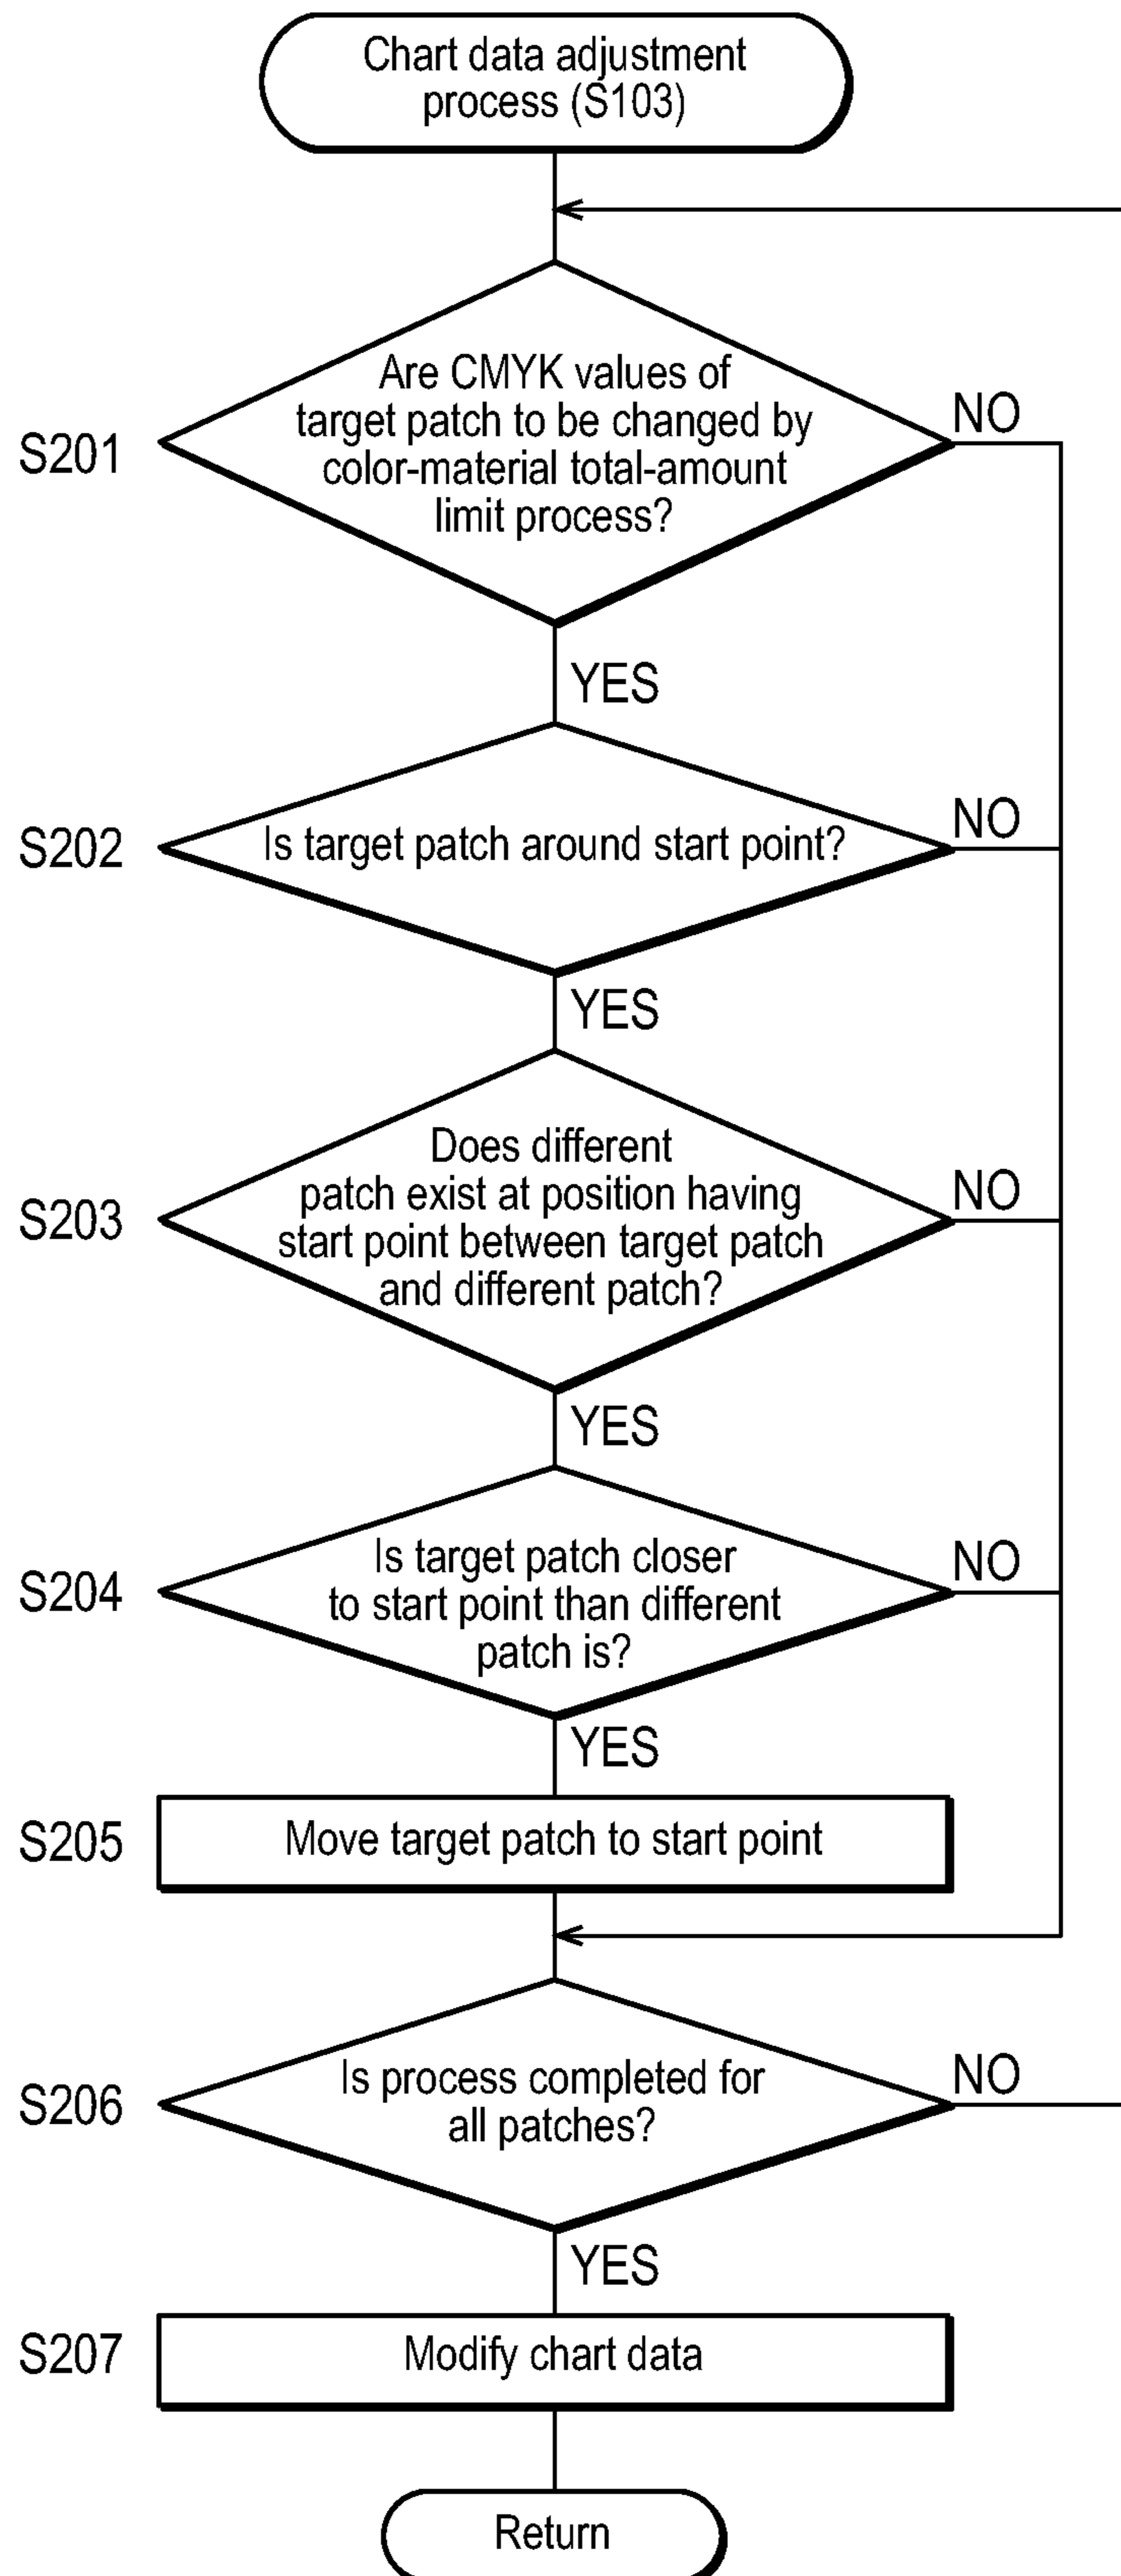 Chart data adjustment
process (S103)
S201
Are CMYK values of
target patch to be changed by
color-material total-amount
limit process?
NO
YES
S202
Is target patch around start point?
NO
YES
S203
Does different
patch exist at position having
start point between target patch
and different patch?
NO
YES
S204
Is target patch closer
to start point than different
patch is?
NO
YES
S205
Move target patch to start point
S206
Is process completed for
all patches?
NO
YES
S207
Modify chart data
Return